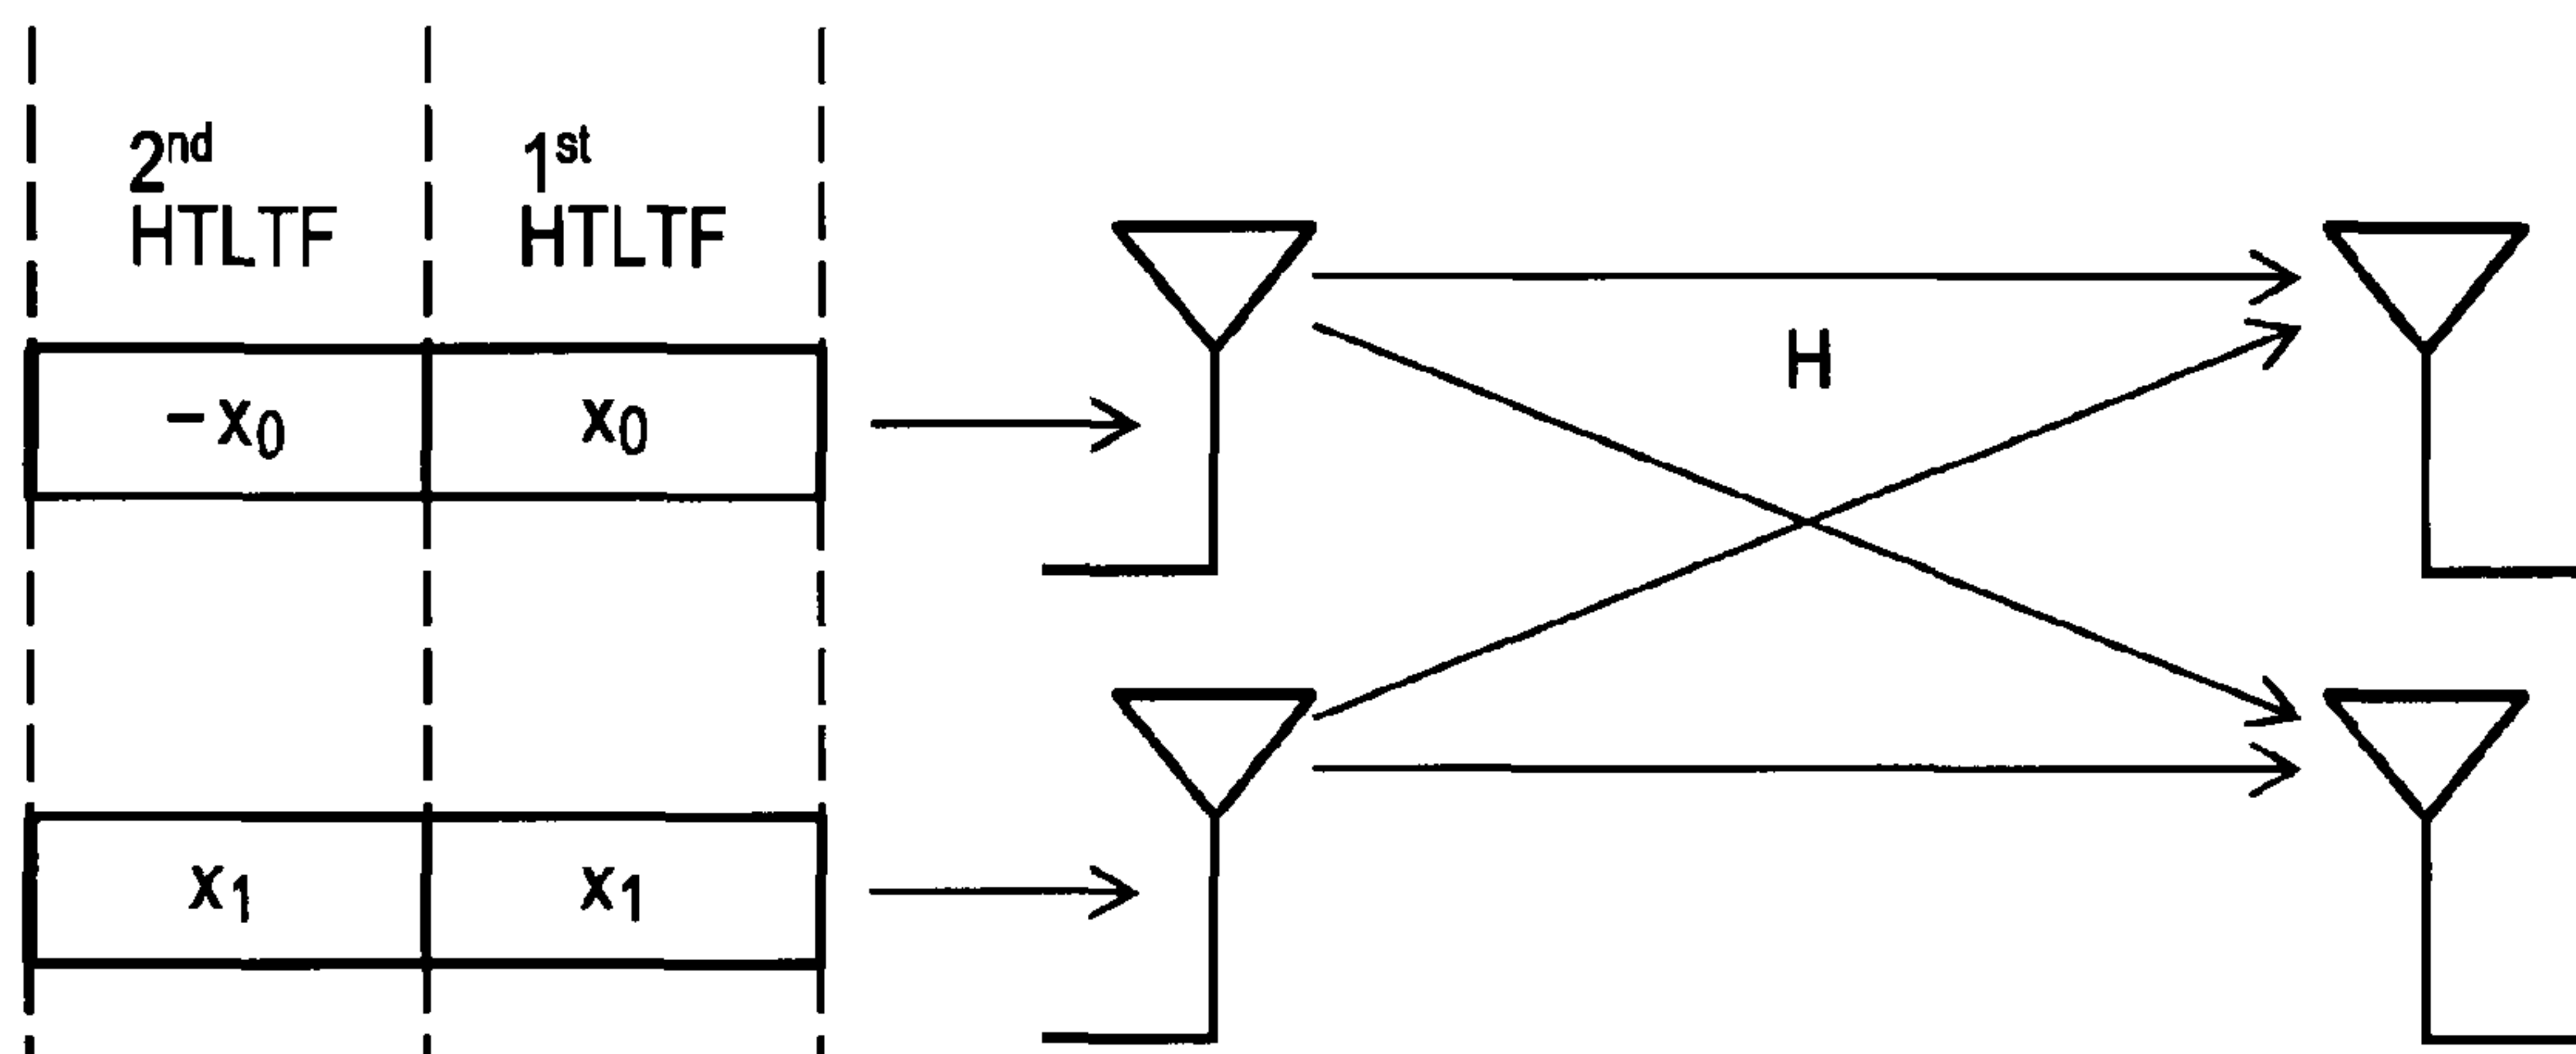 2nd HTLTF
1st HTLTF
H
– x0
x0
x1
x1